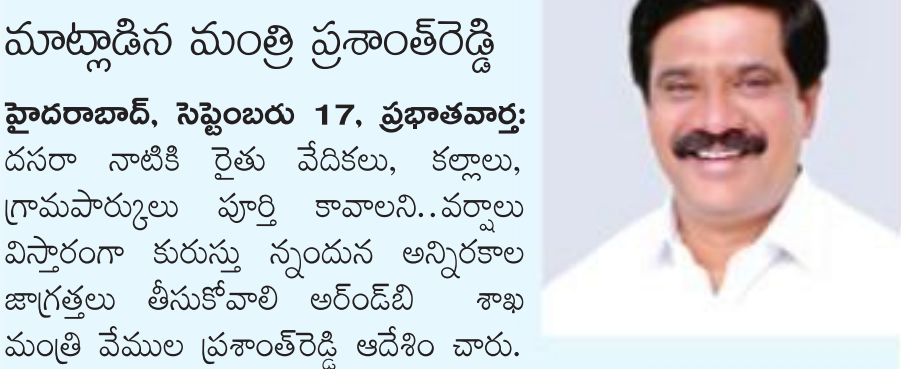 మాట్లాడిన మంత్రి ప్రశాంత్‌రెడ్డి
హైదరాబాద్, సెప్టెంబరు 17, ప్రభాతవార్త:
దసరా నాటికి రైతు వేదికలు, కల్లాలు,
గ్రామపార్కులు పూర్తి కావాలని..వర్షాలు
విస్తారంగా కురుస్తు న్నందున అన్నిరకాల
జాగ్రత్తలు తీసుకోవాలి అర్‌ండ్‌బి శాఖ
మంత్రి వేముల ప్రశాంత్‌రెడ్డి ఆదేశిం చారు.